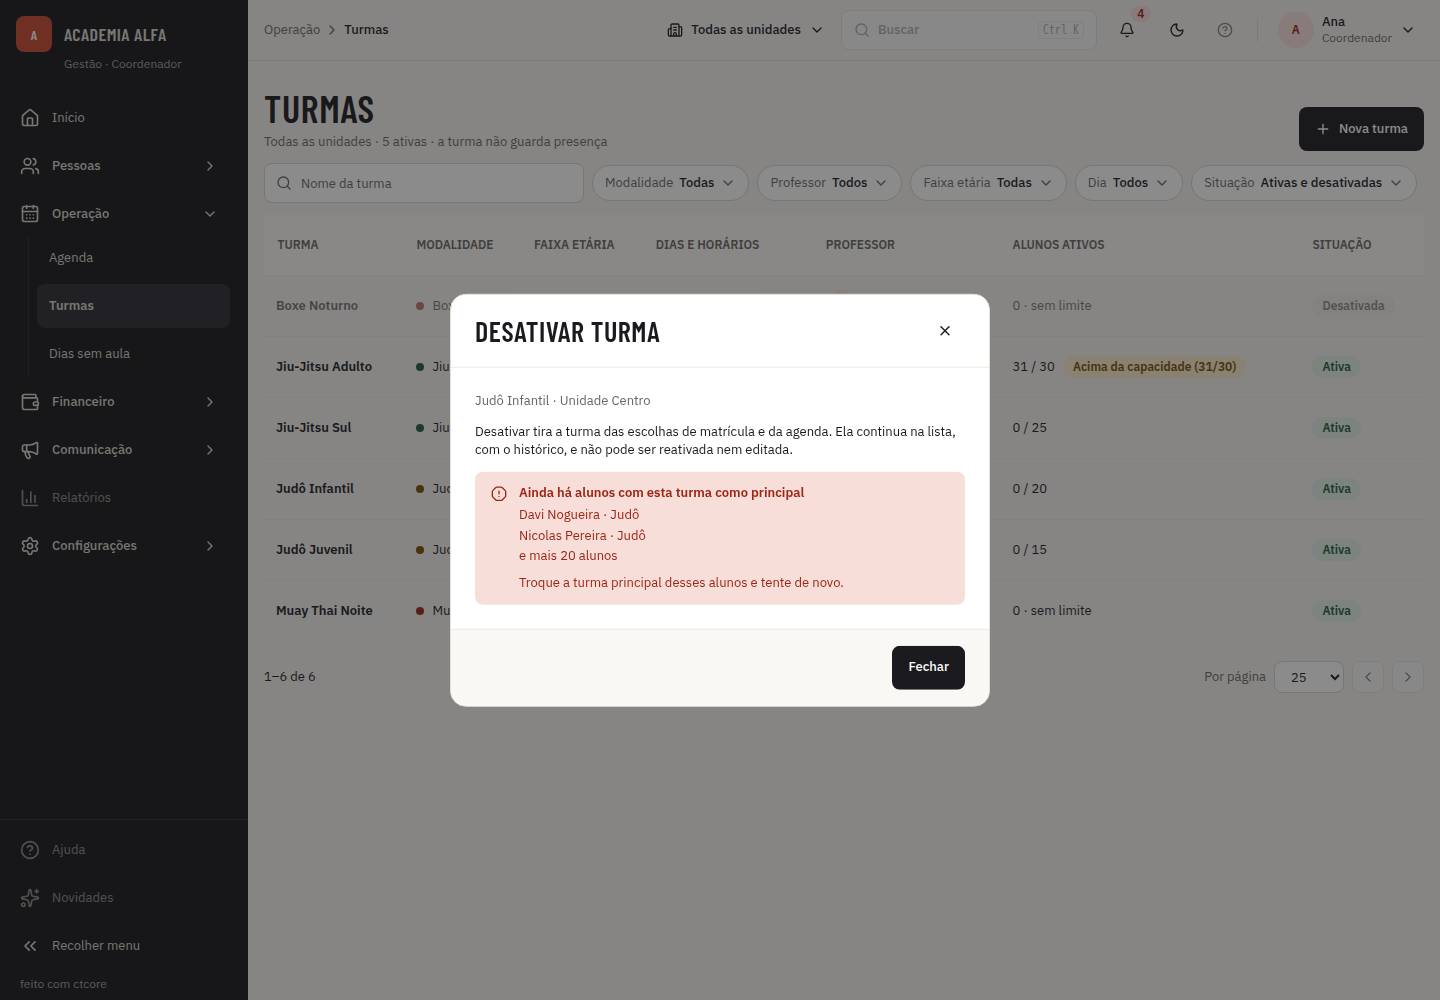 A
ACADEMIA ALFA
Gestão · Coordenador
Início
Pessoas
Operação
Agenda
Turmas
Dias sem aula
Financeiro
Comunicação
Relatórios
Configurações
Ajuda
Novidades
Recolher menu
feito com ctcore
Operação > Turmas
Todas as unidades
Buscar
Ctrl K
4
A
Ana
Coordenador
TURMAS
Todas as unidades · 5 ativas · a turma não guarda presença
+ Nova turma
Nome da turma
Modalidade Todas
Professor Todos
Faixa etária Todas
Dia Todos
Situação Ativas e desativadas
TURMA MODALIDADE FAIXA ETÁRIA DIAS E HORÁRIOS PROFESSOR ALUNOS ATIVOS SITUAÇÃO
Boxe Noturno 0 · sem limite Desativada
Jiu-Jitsu Adulto 31 / 30 Acima da capacidade (31/30) Ativa
Jiu-Jitsu Sul 0 / 25 Ativa
Judô Infantil 0 / 20 Ativa
Judô Juvenil 0 / 15 Ativa
Muay Thai Noite 0 · sem limite Ativa
1–6 de 6
Por página 25
DESATIVAR TURMA
Judô Infantil · Unidade Centro
Desativar tira a turma das escolhas de matrícula e da agenda. Ela continua na lista,
com o histórico, e não pode ser reativada nem editada.
Ainda há alunos com esta turma como principal
Davi Nogueira · Judô
Nicolas Pereira · Judô
e mais 20 alunos
Troque a turma principal desses alunos e tente de novo.
Fechar